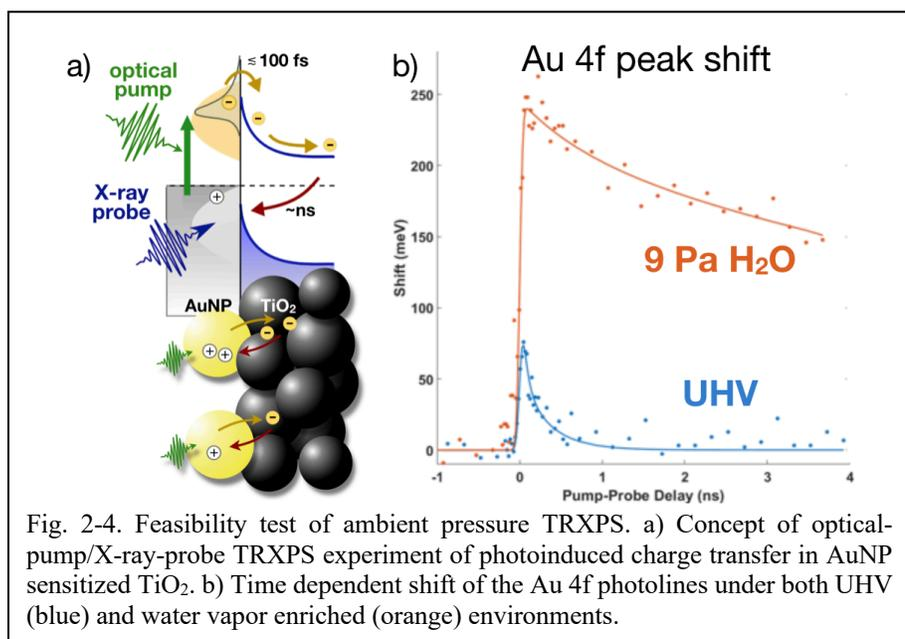 a)
≲ 100 fs
optical
pump
−
−
−
+
X-ray
probe
~ns
AuNP
TiO₂
−
−
+ +
−
+
b)
Au 4f peak shift
250
200
150
100
50
0
Shift (meV)
9 Pa H₂O
UHV
-1
0
1
2
3
4
Pump-Probe Delay (ns)
Fig. 2-4. Feasibility test of ambient pressure TRXPS. a) Concept of optical-
pump/X-ray-probe TRXPS experiment of photoinduced charge transfer in AuNP
sensitized TiO₂. b) Time dependent shift of the Au 4f photolines under both UHV
(blue) and water vapor enriched (orange) environments.